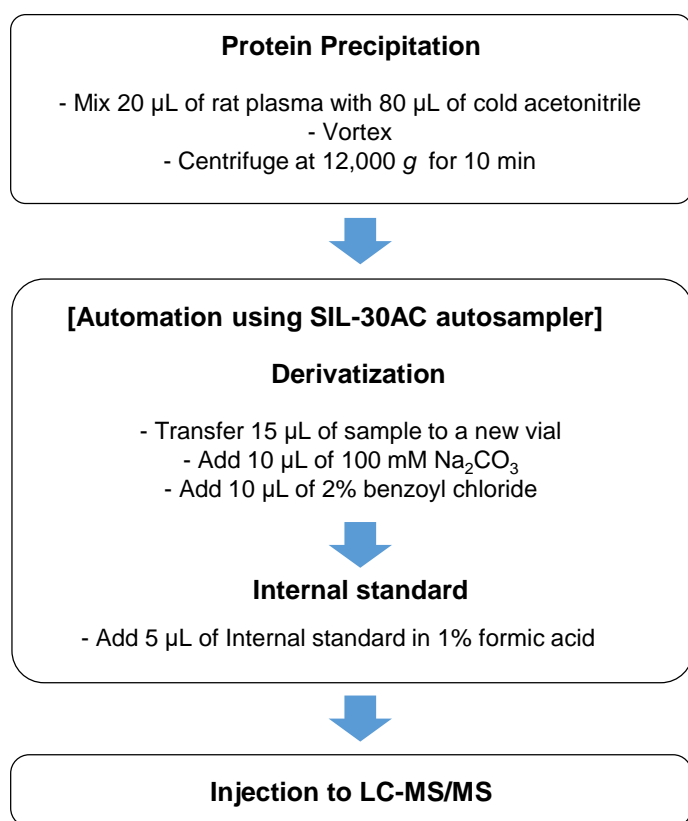 Protein Precipitation
- Mix 20 µL of rat plasma with 80 µL of cold acetonitrile
- Vortex
- Centrifuge at 12,000 g for 10 min
[Automation using SIL-30AC autosampler]
Derivatization
- Transfer 15 µL of sample to a new vial
- Add 10 µL of 100 mM Na₂CO₃
- Add 10 µL of 2% benzoyl chloride
Internal standard
- Add 5 µL of Internal standard in 1% formic acid
Injection to LC-MS/MS